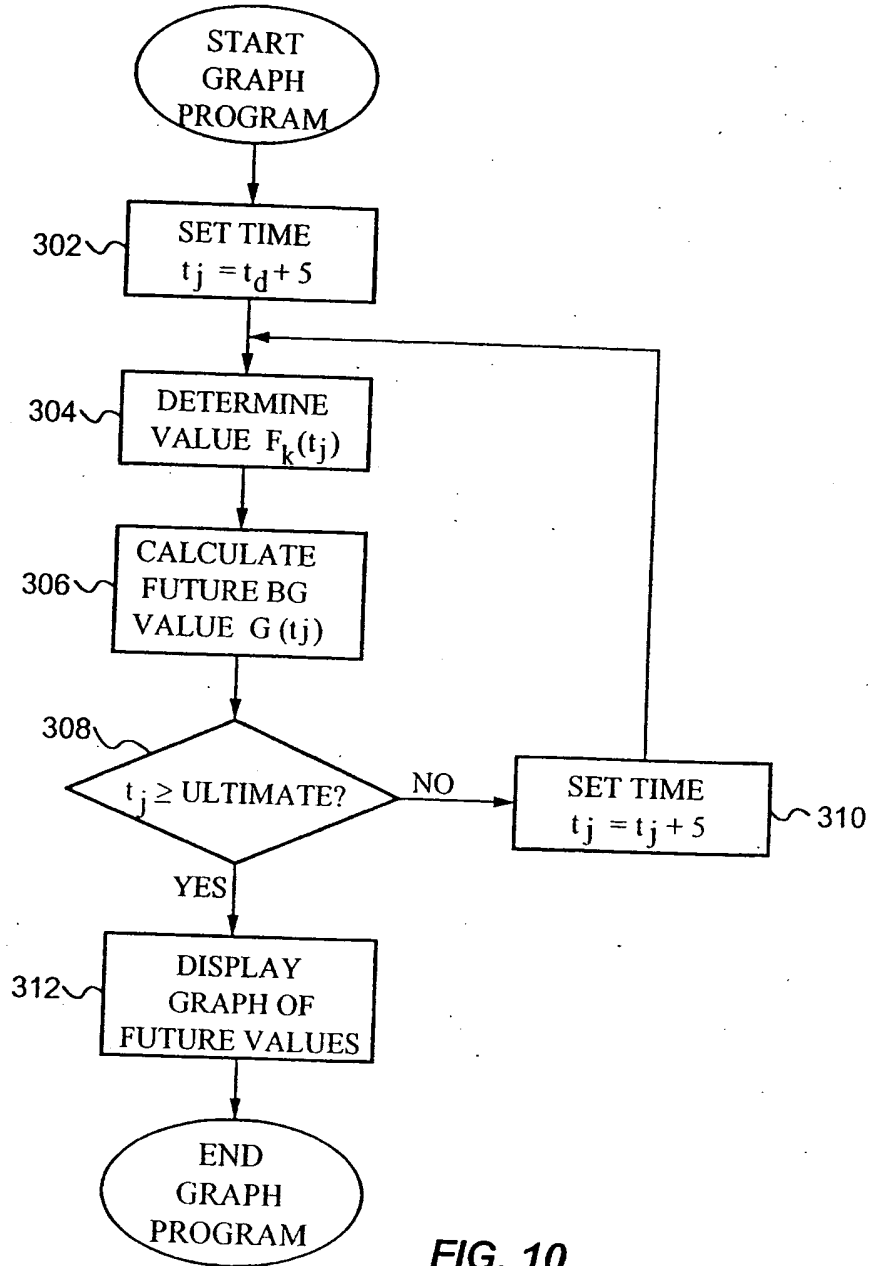 START
GRAPH
PROGRAM
302
SET TIME
t_j = t_d + 5
304
DETERMINE
VALUE F_k(t_j)
306
CALCULATE
FUTURE BG
VALUE G(tj)
308
t_j ≥ ULTIMATE?
NO
SET TIME
t_j = t_j + 5
310
YES
312
DISPLAY
GRAPH OF
FUTURE VALUES
END
GRAPH
PROGRAM
FIG. 10